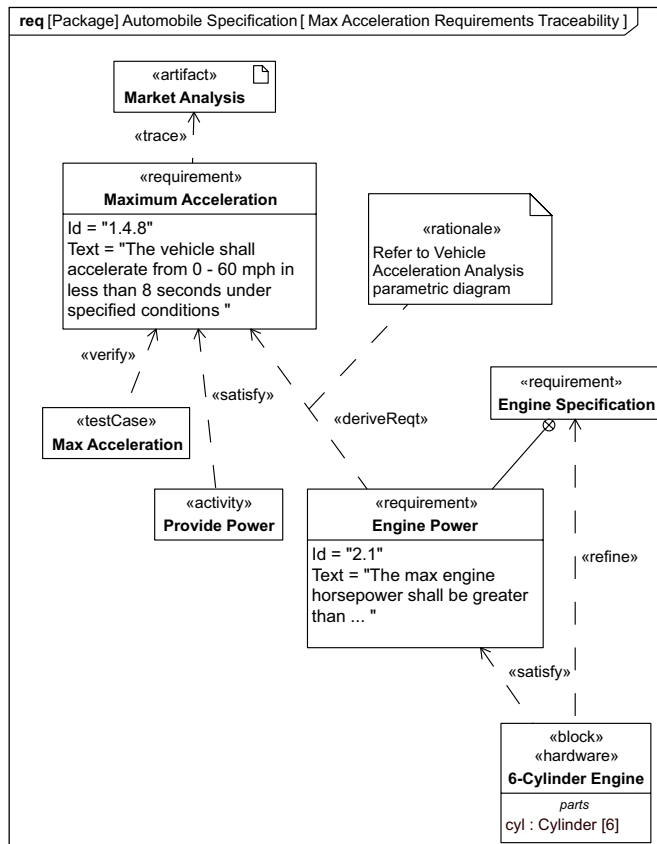 req [Package] Automobile Specification [ Max Acceleration Requirements Traceability ]
«artifact»
Market Analysis
«trace»
«requirement»
Maximum Acceleration
Id = "1.4.8"
Text = "The vehicle shall
accelerate from 0 - 60 mph in
less than 8 seconds under
specified conditions "
«rationale»
Refer to Vehicle
Acceleration Analysis
parametric diagram
«verify»
«satisfy»
«deriveReqt»
«requirement»
Engine Specification
«testCase»
Max Acceleration
«activity»
Provide Power
«requirement»
Engine Power
Id = "2.1"
Text = "The max engine
horsepower shall be greater
than ... "
«refine»
«satisfy»
«block»
«hardware»
6-Cylinder Engine
parts
cyl : Cylinder [6]